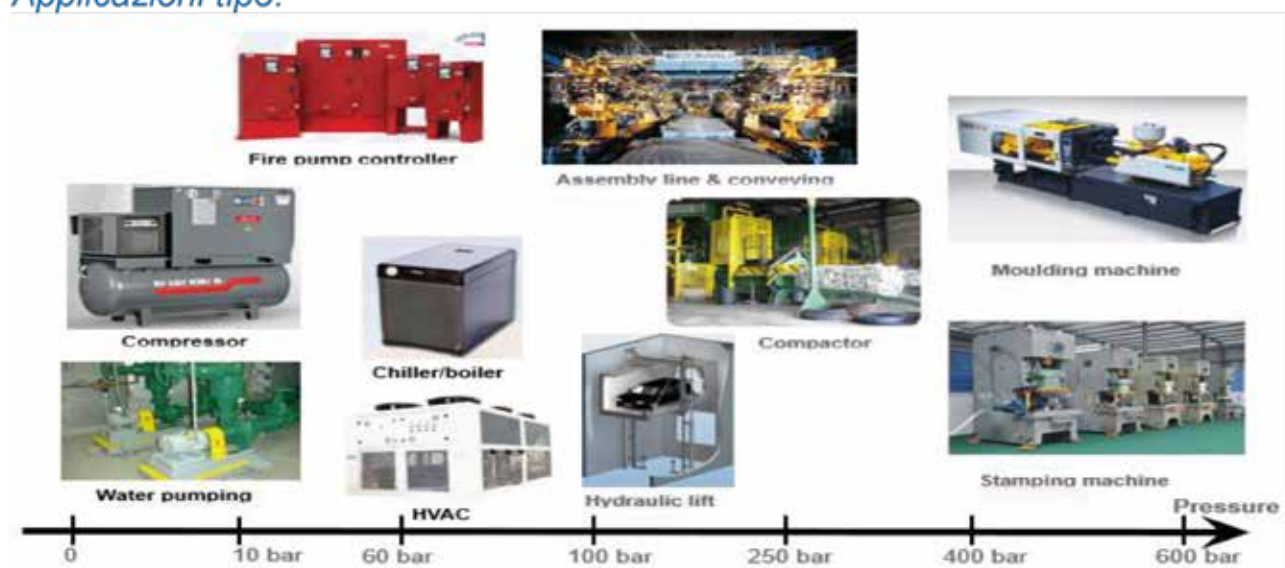 Applicazioni tipo:
Fire pump controller
Assembly line & conveying
Moulding machine
Compressor
Chiller/boiler
Compactor
Water pumping
HVAC
Hydraulic lift
Stamping machine
Pressure
0 10 bar 60 bar 100 bar 250 bar 400 bar 600 bar